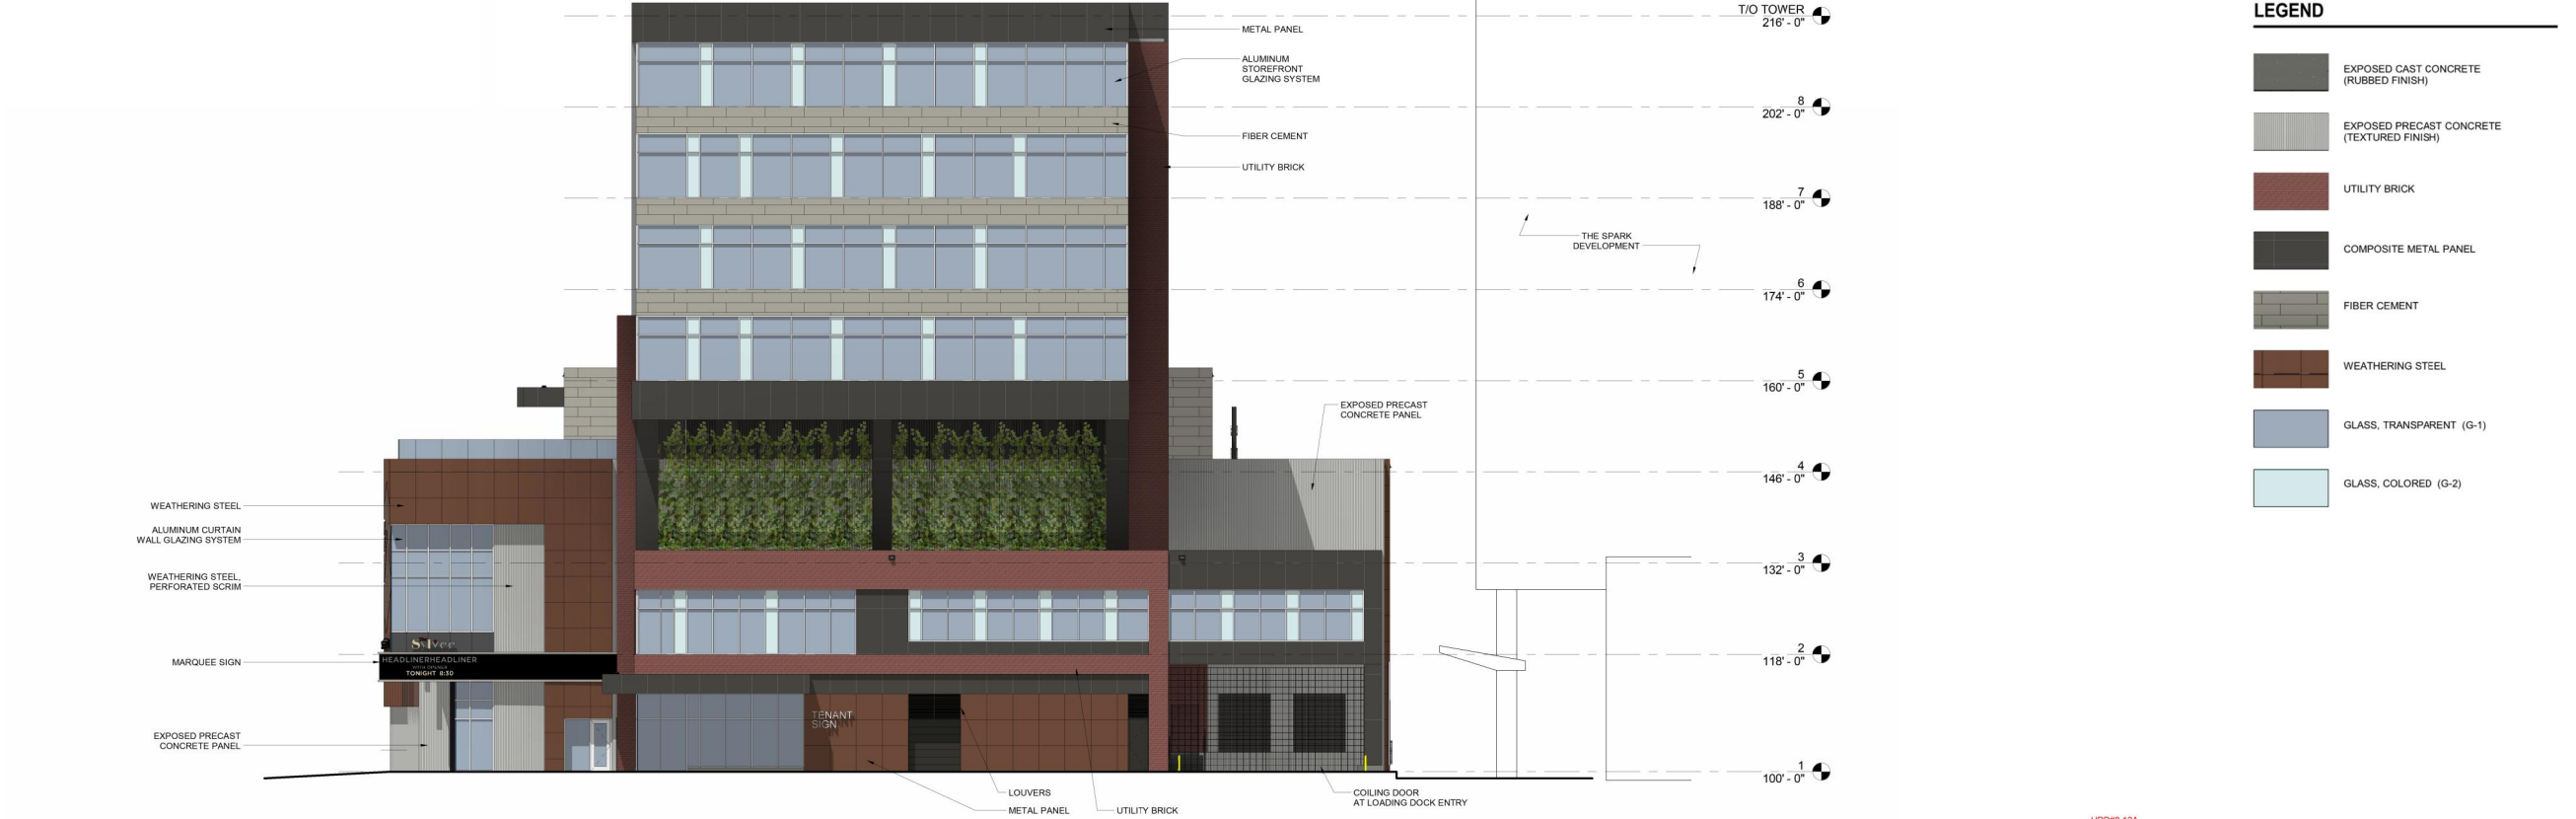 T/O TOWER
216' - 0"
METAL PANEL
ALUMINUM
STOREFRONT
GLAZING SYSTEM
8
202' - 0"
FIBER CEMENT
UTILITY BRICK
7
188' - 0"
THE SPARK
DEVELOPMENT
6
174' - 0"
5
160' - 0"
EXPOSED PRECAST
CONCRETE PANEL
4
146' - 0"
WEATHERING STEEL
ALUMINUM CURTAIN
WALL GLAZING SYSTEM
3
132' - 0"
WEATHERING STEEL,
PERFORATED SCRIM
Sylvee
MARQUEE SIGN
HEADLINERHEADLINER
WITH OPENER
TONIGHT 8:30
2
118' - 0"
TENANT
SIGN
EXPOSED PRECAST
CONCRETE PANEL
1
100' - 0"
LOUVERS
METAL PANEL
UTILITY BRICK
COILING DOOR
AT LOADING DOCK ENTRY
LEGEND
EXPOSED CAST CONCRETE
(RUBBED FINISH)
EXPOSED PRECAST CONCRETE
(TEXTURED FINISH)
UTILITY BRICK
COMPOSITE METAL PANEL
FIBER CEMENT
WEATHERING STEEL
GLASS, TRANSPARENT (G-1)
GLASS, COLORED (G-2)